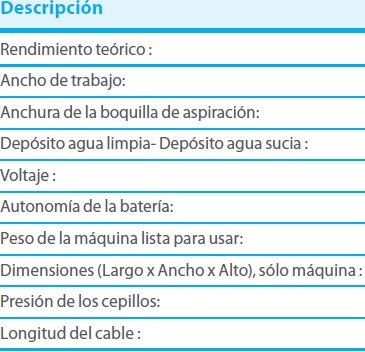 Descripción
Rendimiento teórico :
Ancho de trabajo:
Anchura de la boquilla de aspiración:
Depósito agua limpia- Depósito agua sucia :
Voltaje :
Autonomía de la batería:
Peso de la máquina lista para usar:
Dimensiones (Largo x Ancho x Alto), sólo máquina :
Presión de los cepillos:
Longitud del cable :